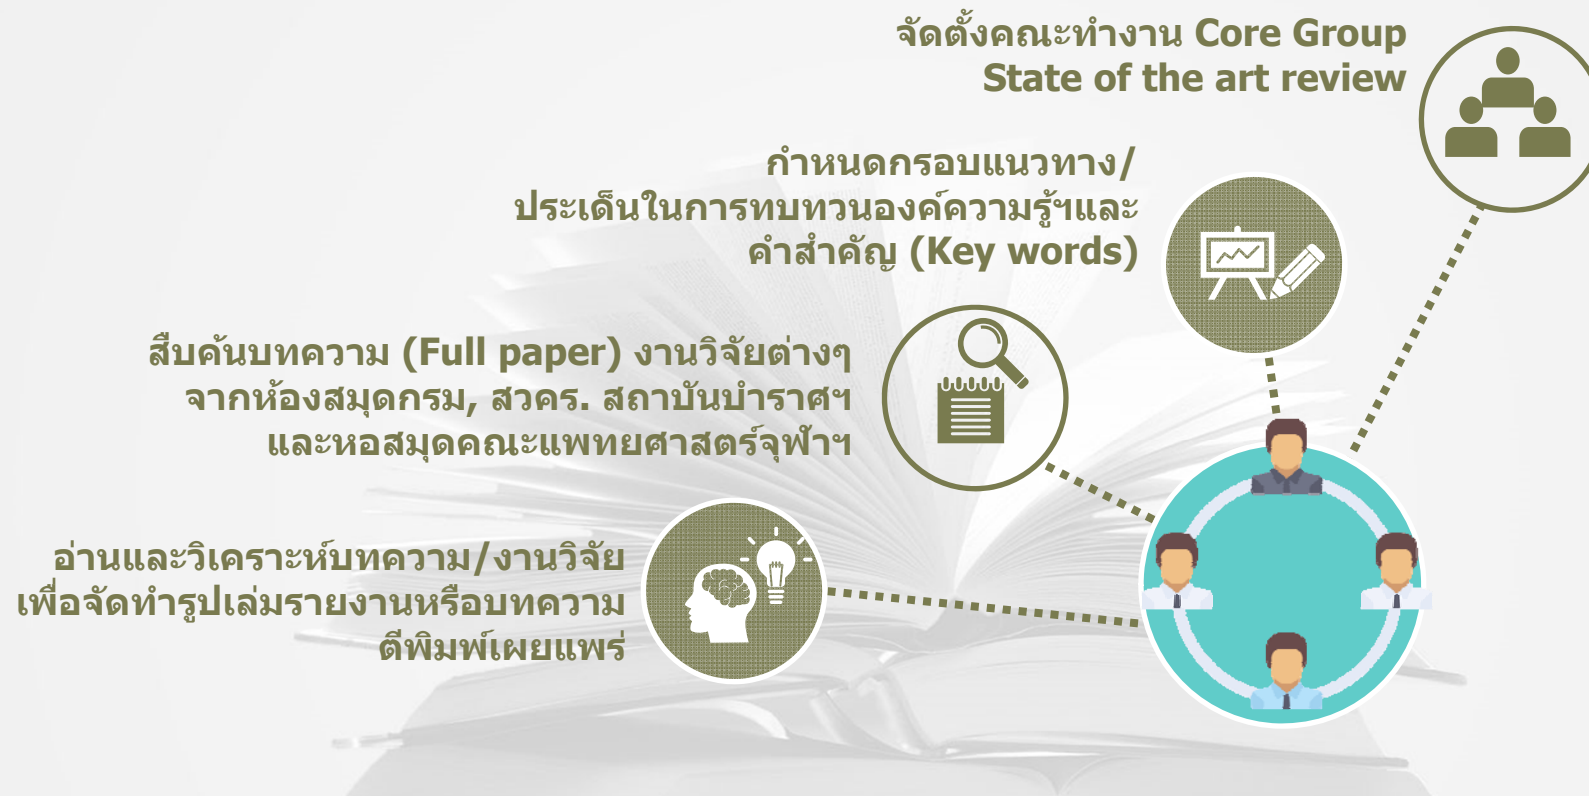 จัดตั้งคณะทำงาน Core Group
State of the art review
กำหนดกรอบแนวทาง/
ประเด็นในการทบทวนองค์ความรู้ฯและ
คำสำคัญ (Key words)
สืบค้นบทความ (Full paper) งานวิจัยต่างๆ
จากห้องสมุดกรม, สวคร. สถาบันบำราศฯ
และหอสมุดคณะแพทยศาสตร์จุฬาฯ
อ่านและวิเคราะห์บทความ/งานวิจัย
เพื่อจัดทำรูปเล่มรายงานหรือบทความ
ตีพิมพ์เผยแพร่